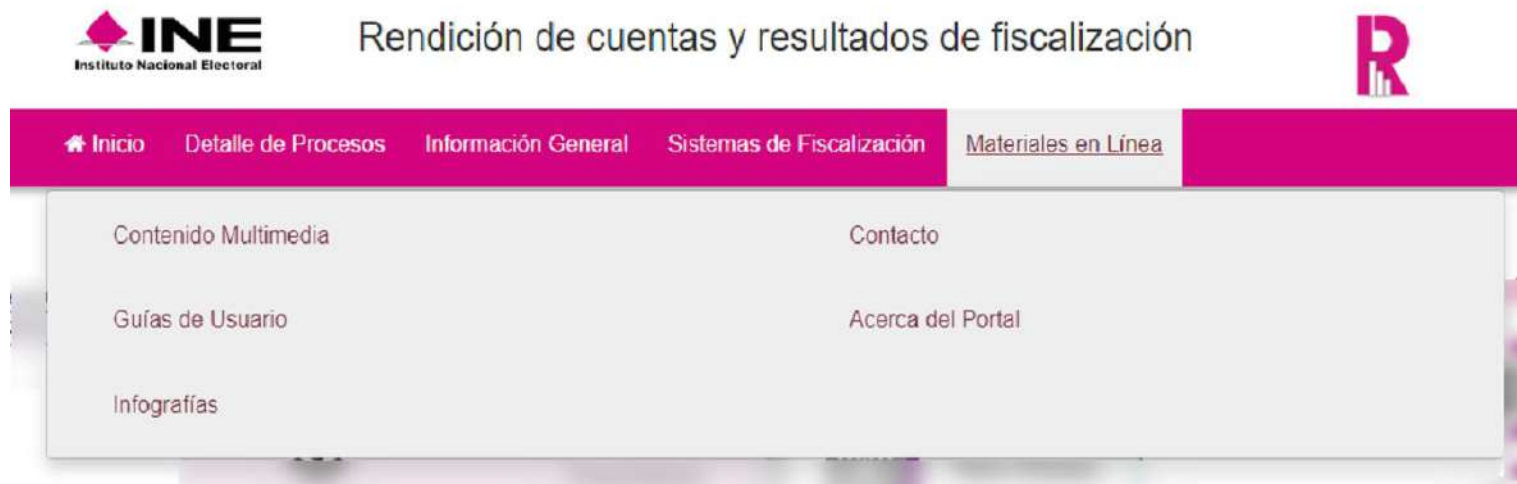 INE
Instituto Nacional Electoral
Rendición de cuentas y resultados de fiscalización
R
Inicio Detalle de Procesos Información General Sistemas de Fiscalización Materiales en Línea
Contenido Multimedia Contacto
Guías de Usuario Acerca del Portal
Infografías